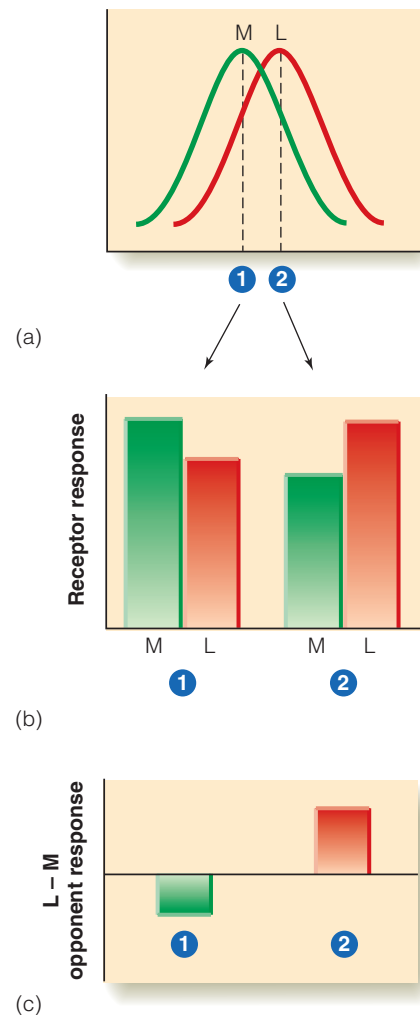 M L
1 2
(a)
Receptor response
M L M L
1 2
(b)
L – M
opponent response
1 2
(c)